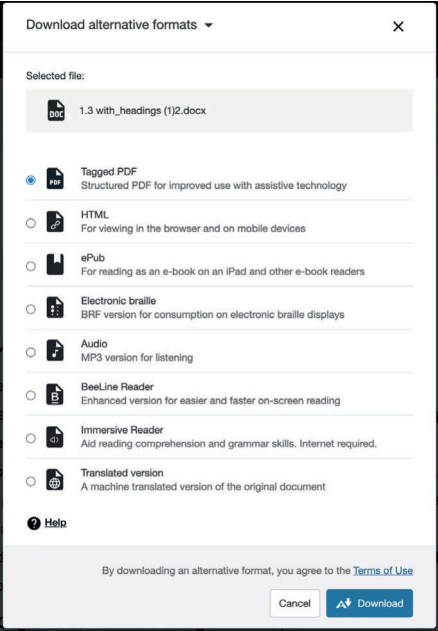 Download alternative formats
Selected file:
DOC
1.3 with_headings (1)2.docx
PDF
Tagged PDF
Structured PDF for improved use with assistive technology
HTML
For viewing in the browser and on mobile devices
ePub
For reading as an e-book on an iPad and other e-book readers
Electronic braille
BRF version for consumption on electronic braille displays
Audio
MP3 version for listening
B
BeeLine Reader
Enhanced version for easier and faster on-screen reading
Immersive Reader
Aid reading comprehension and grammar skills. Internet required.
Translated version
A machine translated version of the original document
? Help
By downloading an alternative format, you agree to the Terms of Use
Cancel
Download